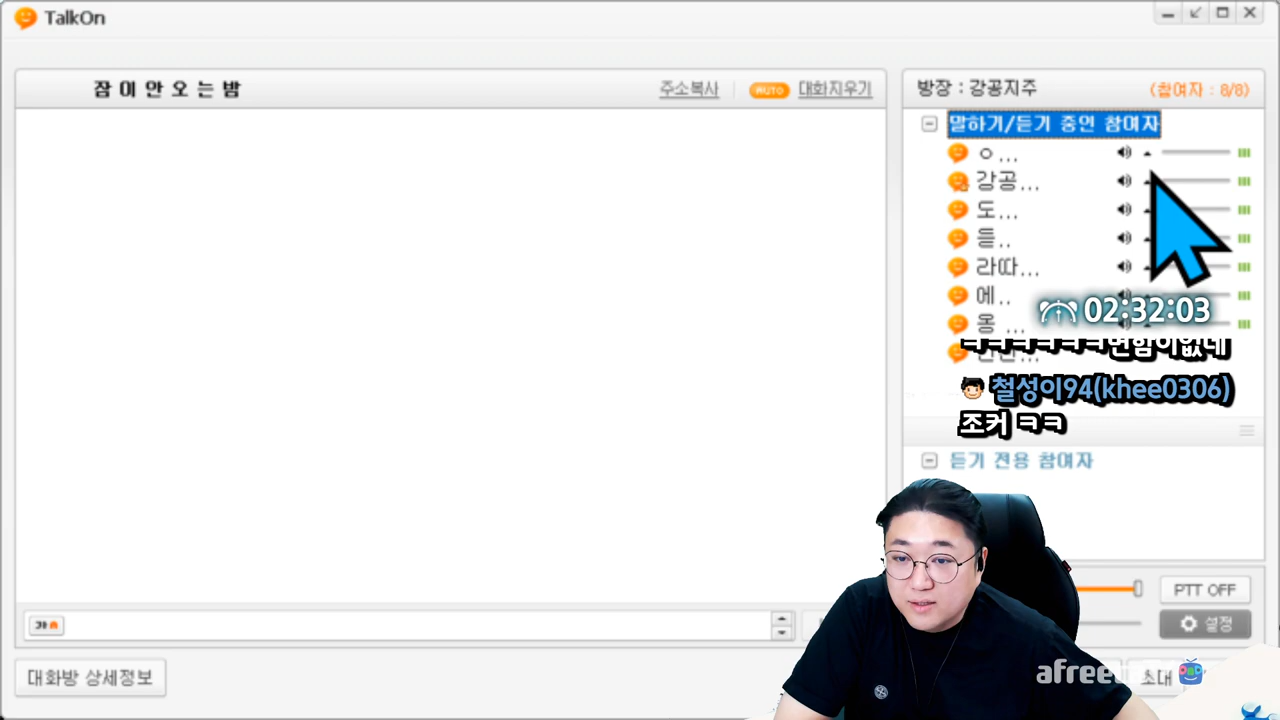 TalkOn
잠 이 안 오 는 밤
주소복사
AUTO
대화지우기
방장 : 강공지주
(참여자 : 8/8)
말하기/듣기 중인 참여자
ㅇ...
강공...
도...
듣..
라따...
에..
02:32:03
옹 ...
ㅋㅋㅋㅋㅋㅋㅋ변함이없네
철성이94(khee0306)
조커 ㅋㅋ
듣기 전용 참여자
PTT OFF
가
설정
대화방 상세정보
초대